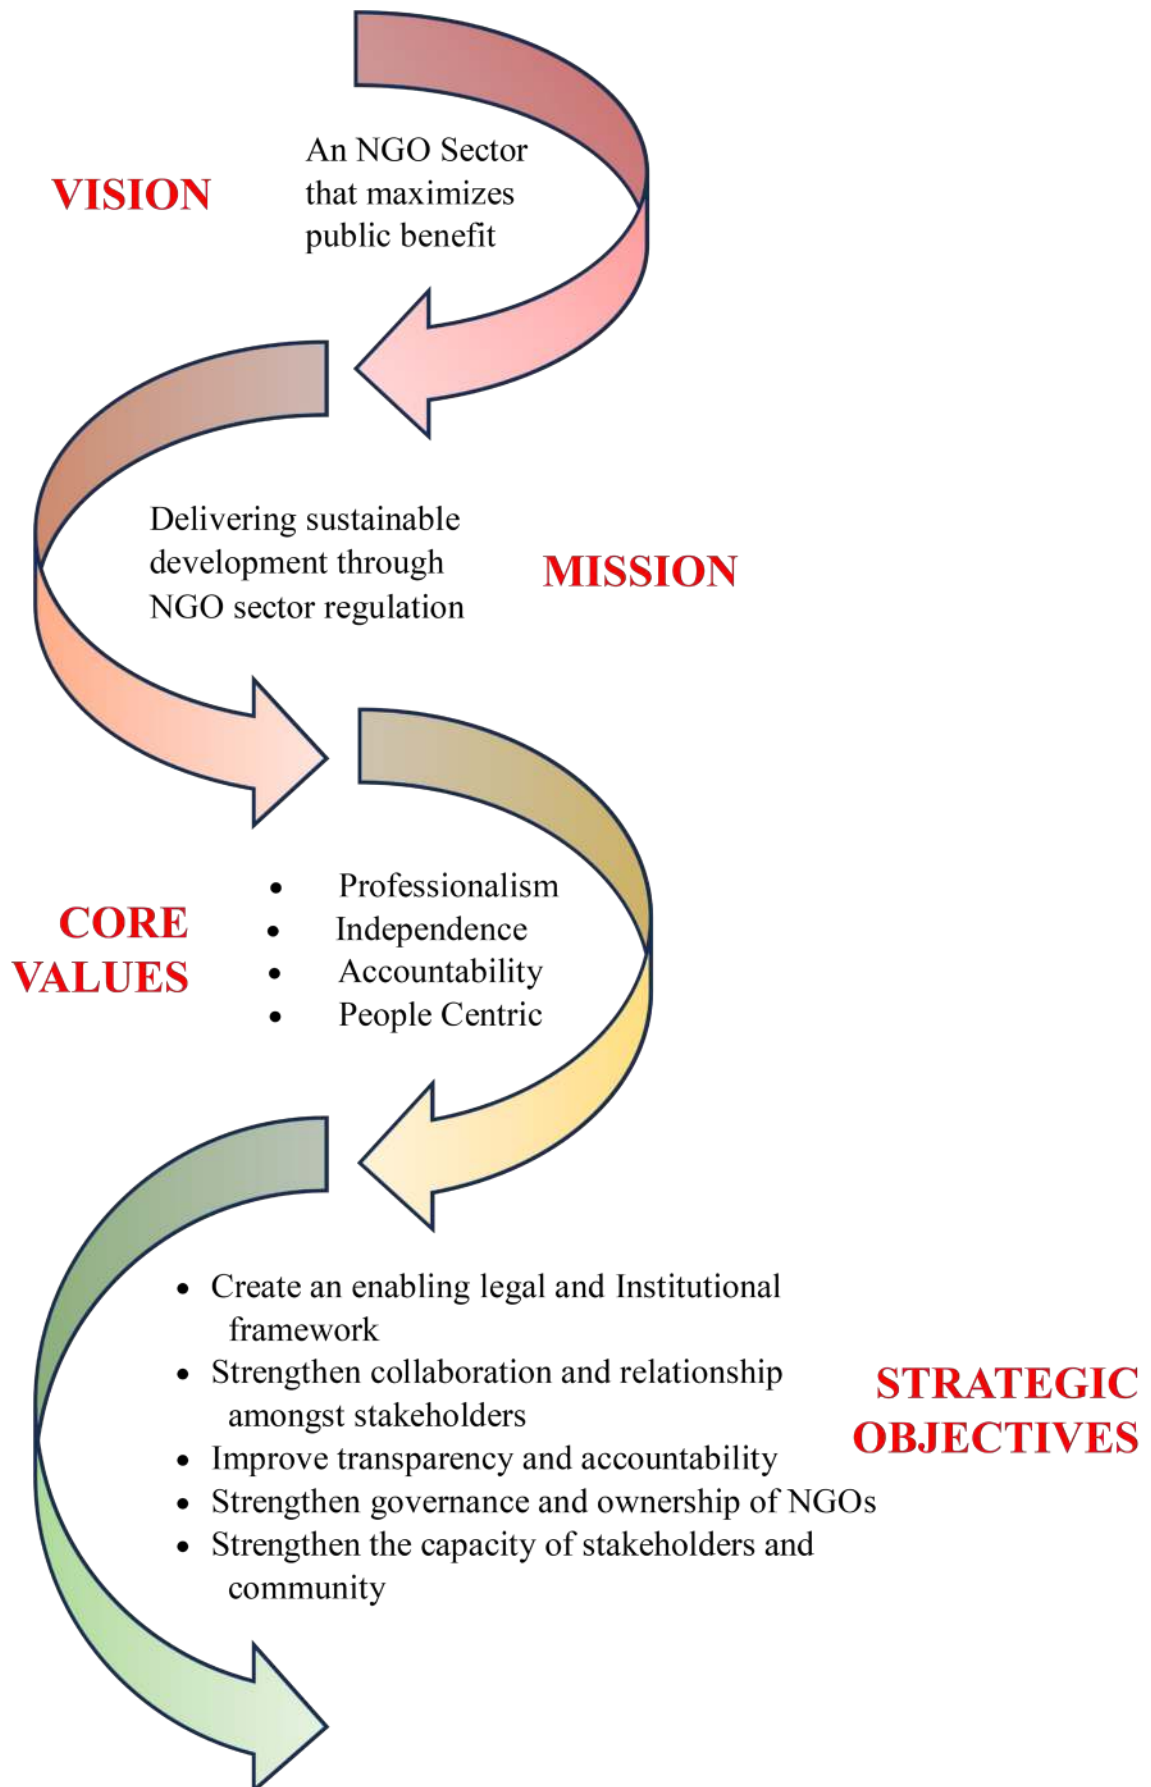 VISION
An NGO Sector
that maximizes
public benefit
Delivering sustainable
development through
NGO sector regulation
MISSION
CORE
VALUES
• Professionalism
• Independence
• Accountability
• People Centric
• Create an enabling legal and Institutional
framework
• Strengthen collaboration and relationship
amongst stakeholders
• Improve transparency and accountability
• Strengthen governance and ownership of NGOs
• Strengthen the capacity of stakeholders and
community
STRATEGIC
OBJECTIVES